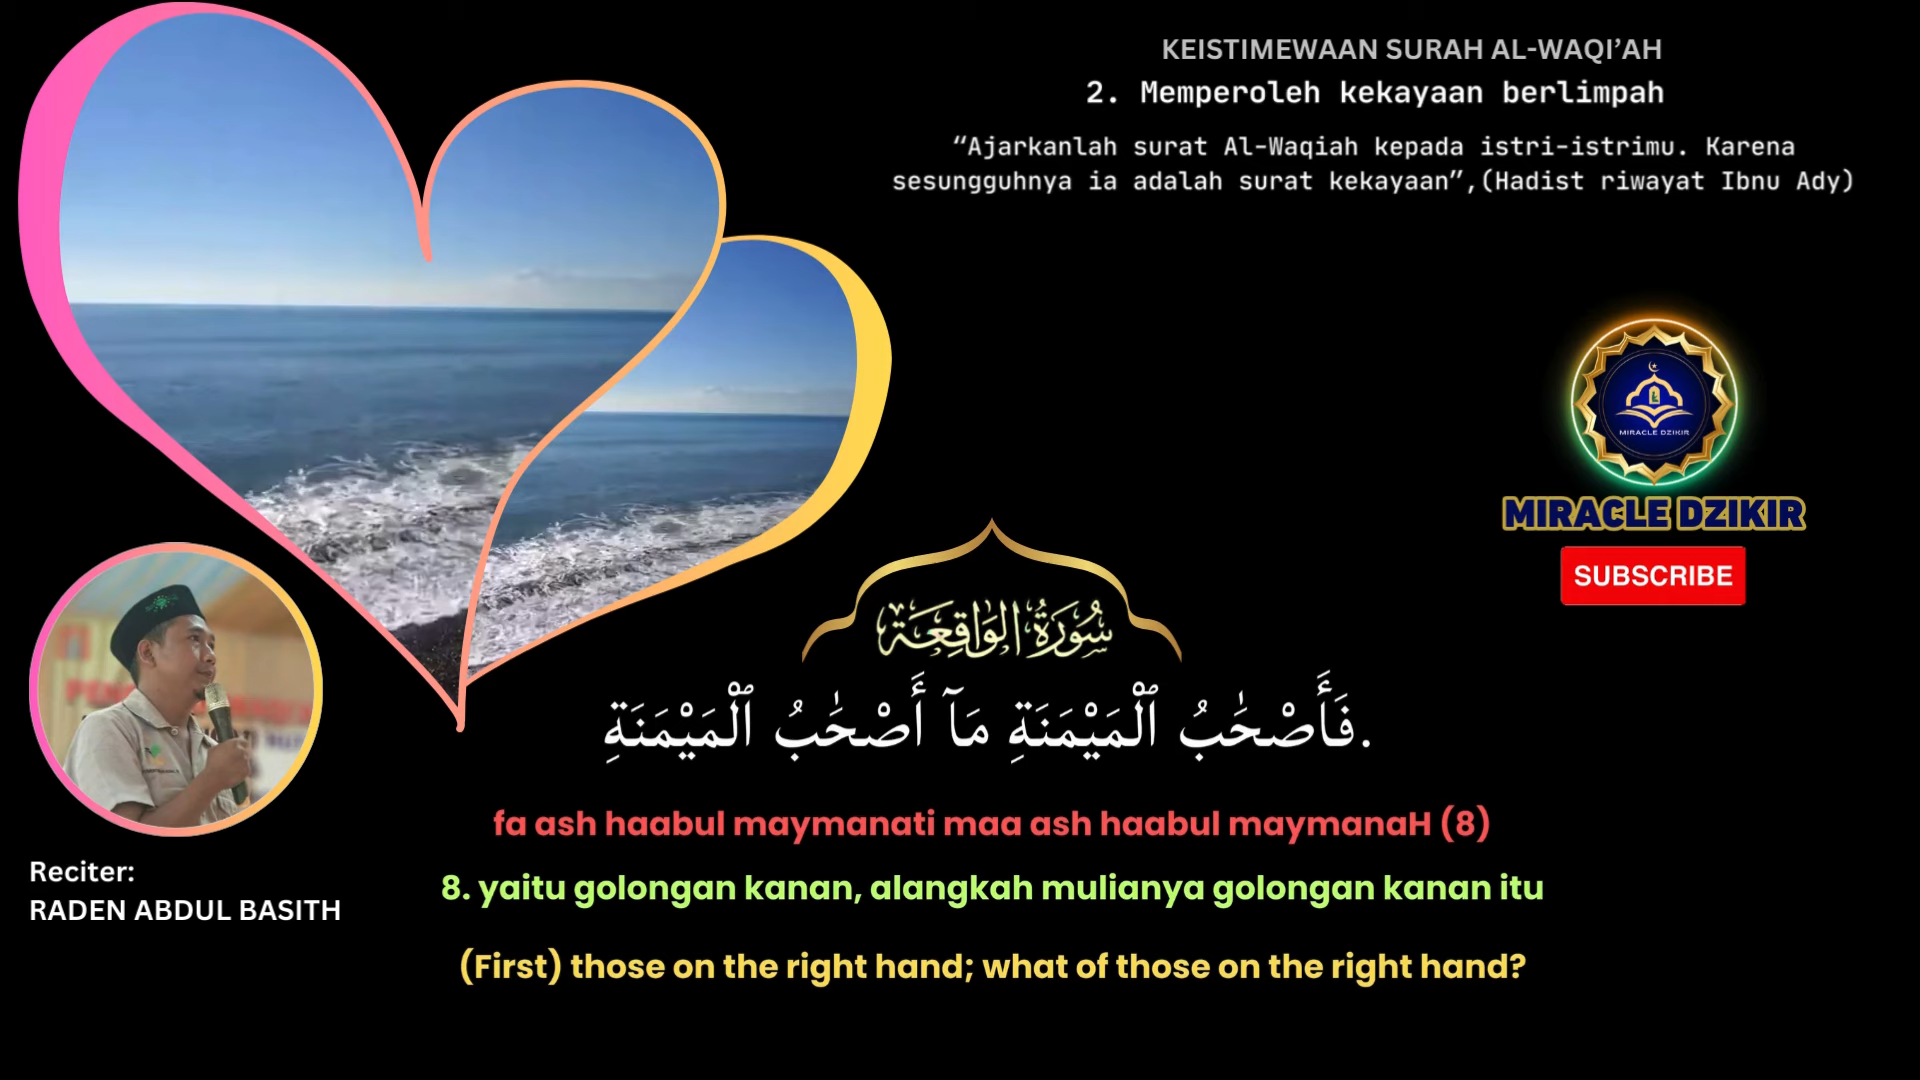 KEISTIMEWAAN SURAH AL-WAQI’AH
2. Memperoleh kekayaan berlimpah
“Ajarkanlah surat Al-Waqiah kepada istri-istrimu. Karena
sesungguhnya ia adalah surat kekayaan”,(Hadist riwayat Ibnu Ady)
MIRACLE DZIKIR
MIRACLE DZIKIR
SUBSCRIBE
سُورَةُ الوَاقِعَة
فَأَصْحَٰبُ ٱلْمَيْمَنَةِ مَآ أَصْحَٰبُ ٱلْمَيْمَنَةِ.
fa ash haabul maymanati maa ash haabul maymanaH (8)
8. yaitu golongan kanan, alangkah mulianya golongan kanan itu
(First) those on the right hand; what of those on the right hand?
Reciter:
RADEN ABDUL BASITH